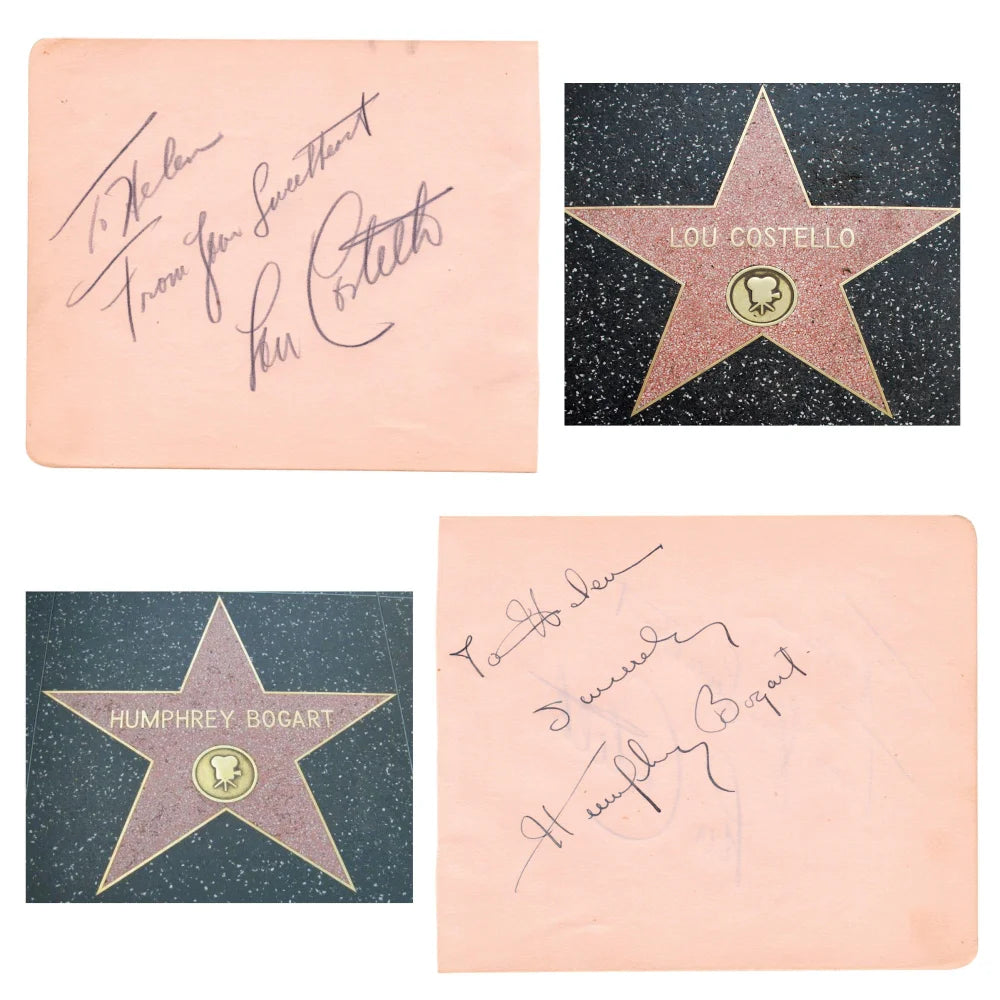 To Helen
From your Sweetheart
Lou Costello
LOU COSTELLO
HUMPHREY BOGART
To Helen
Sincerely
Humphrey Bogart